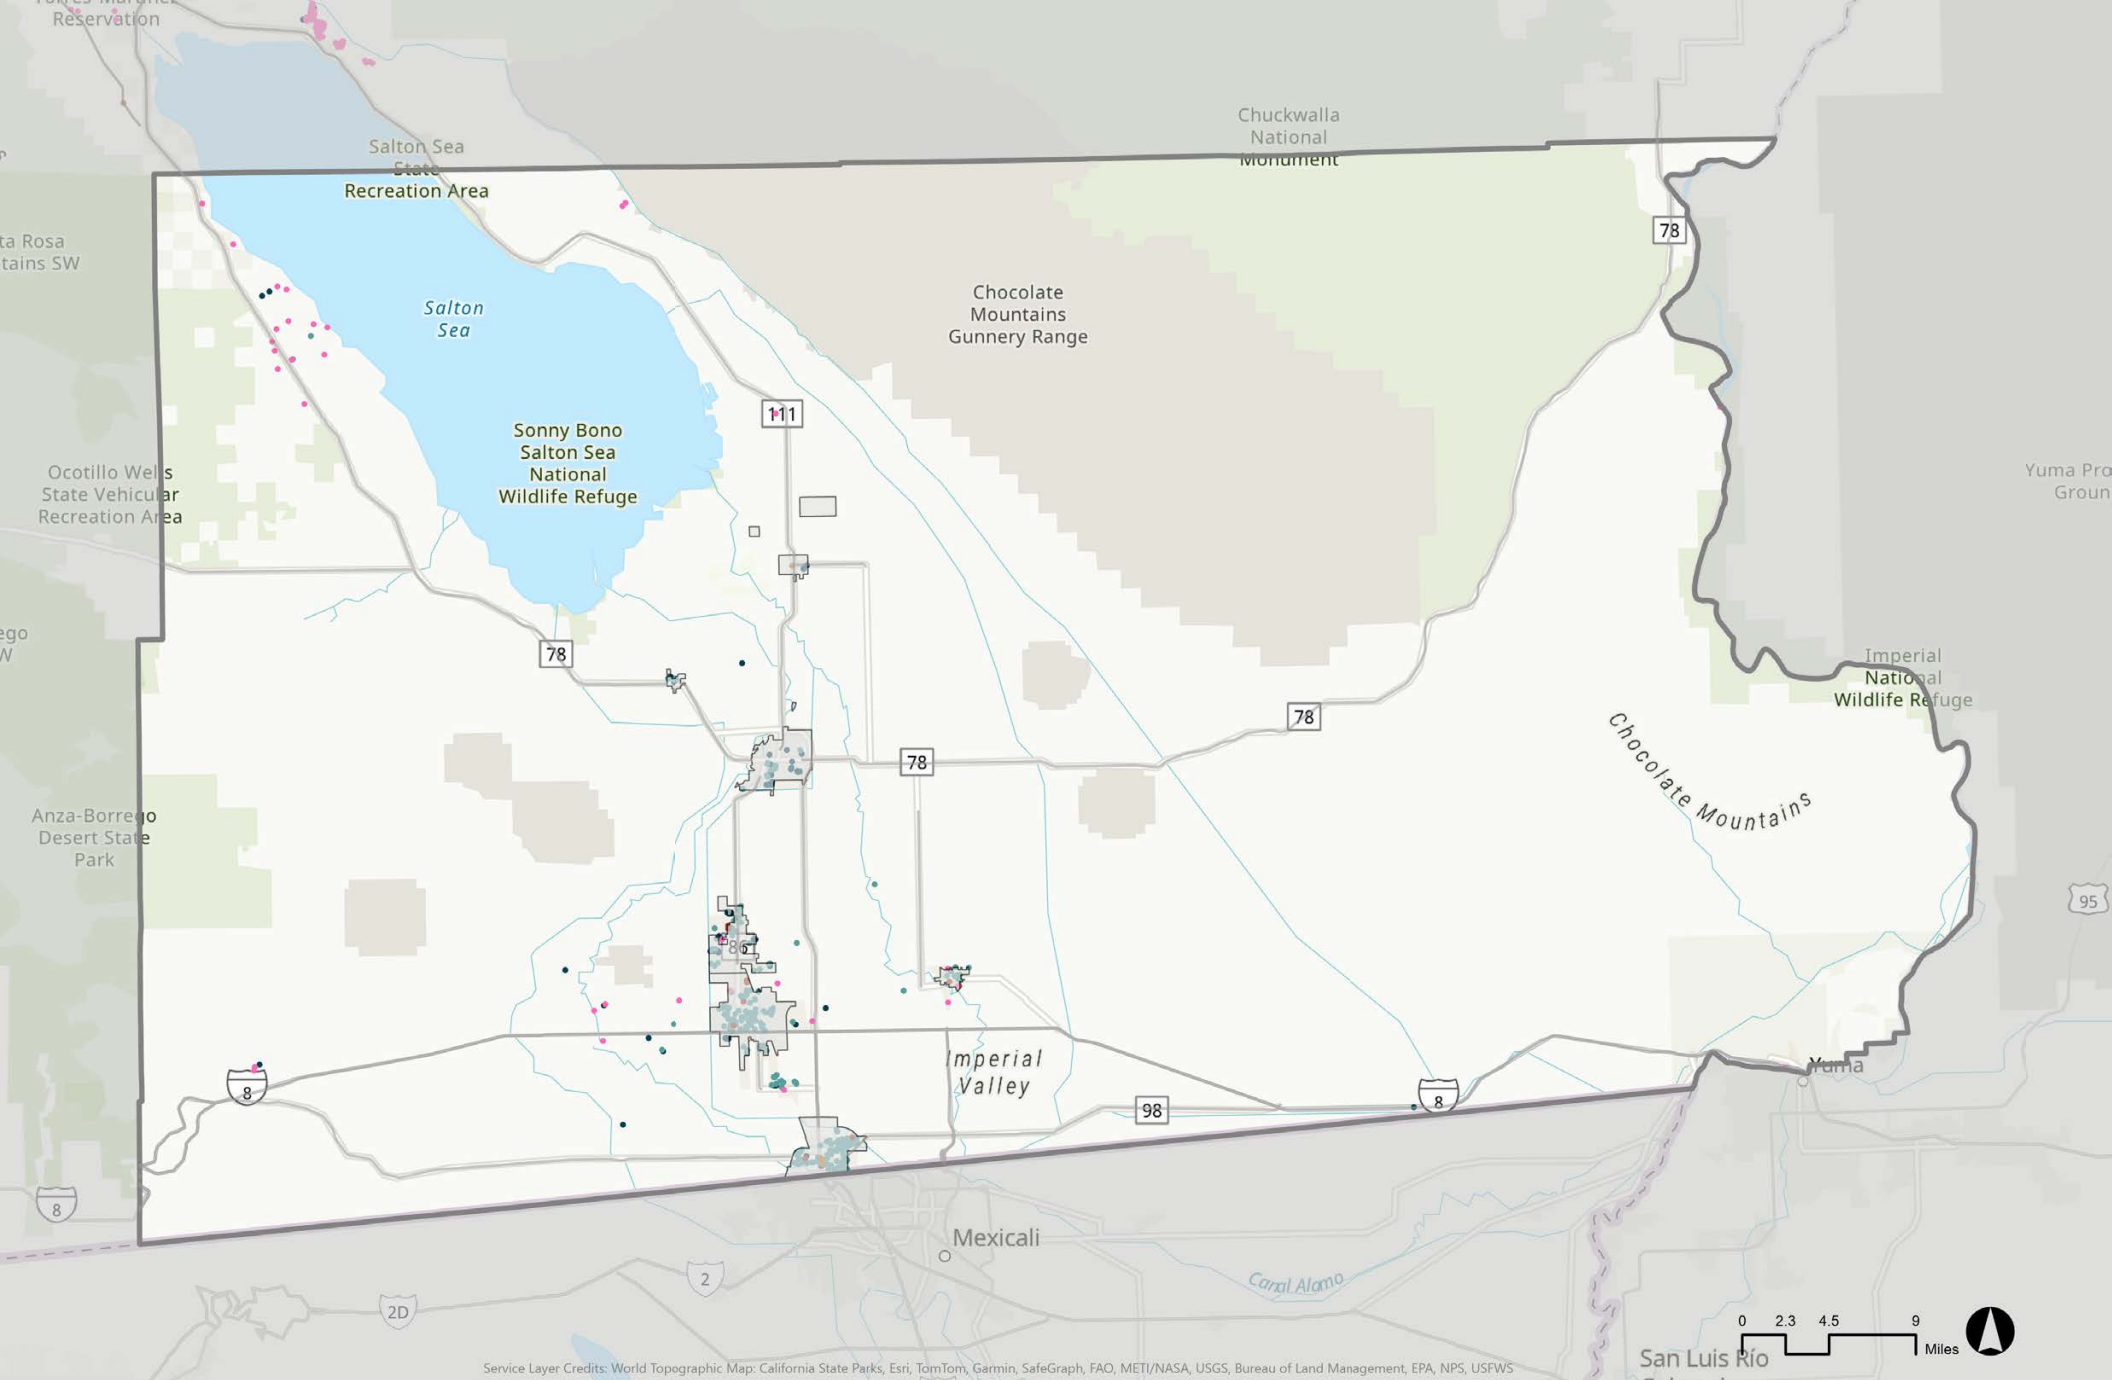 Reservation
Salton Sea
State
Recreation Area
Chuckwalla
National
Monument
ta Rosa
tains SW
78
Salton
Sea
Chocolate
Mountains
Gunnery Range
111
Sonny Bono
Salton Sea
National
Wildlife Refuge
Ocotillo Wells
State Vehicular
Recreation Area
Yuma Pro
Groun
ego
W
78
Imperial
National
Wildlife Refuge
78
Chocolate Mountains
78
Anza-Borrego
Desert State
Park
95
86
Imperial
Valley
Yuma
8
8
98
8
Mexicali
2
Canal Alamo
2D
0 2.3 4.5 9
Miles
San Luis Río
Service Layer Credits: World Topographic Map: California State Parks, Esri, TomTom, Garmin, SafeGraph, FAO, METI/NASA, USGS, Bureau of Land Management, EPA, NPS, USFWS